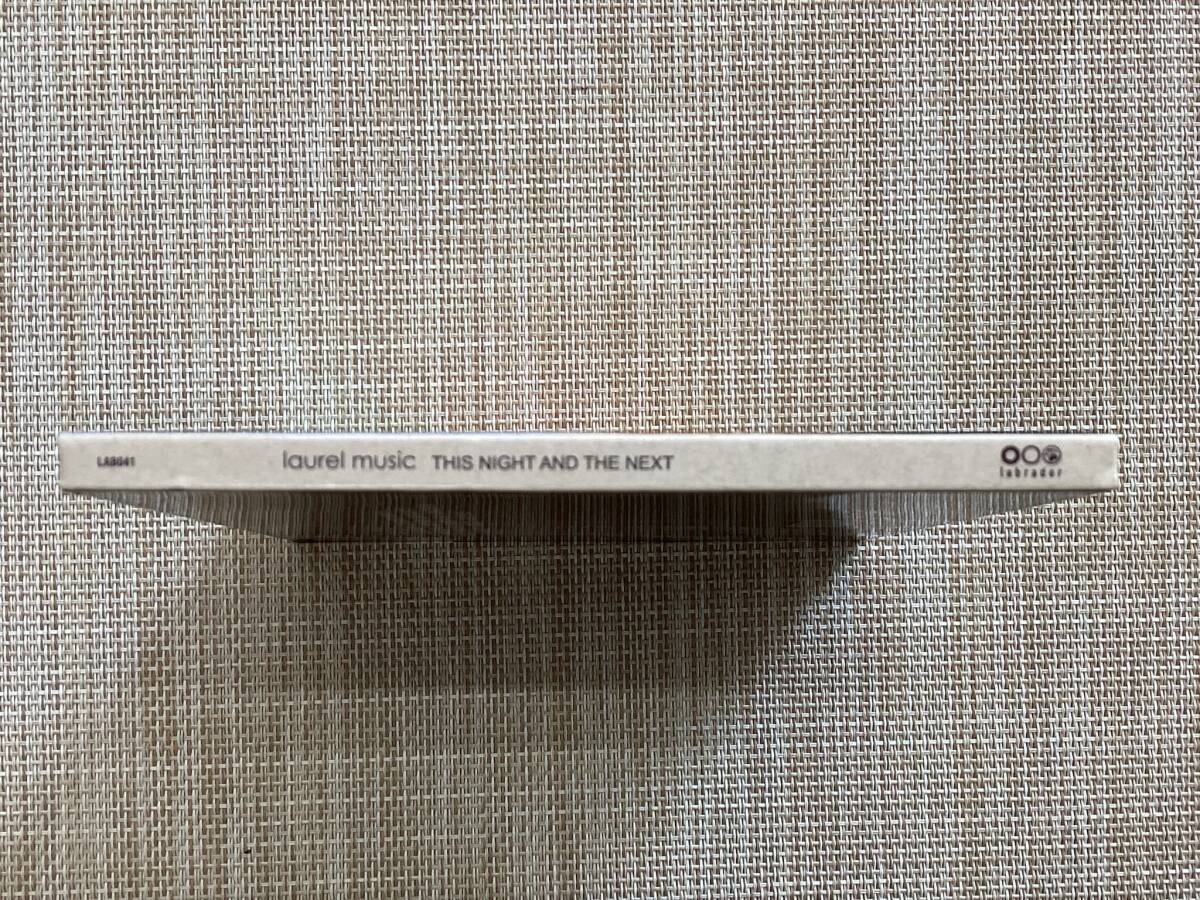 LAB041
laurel music THIS NIGHT AND THE NEXT
labrador